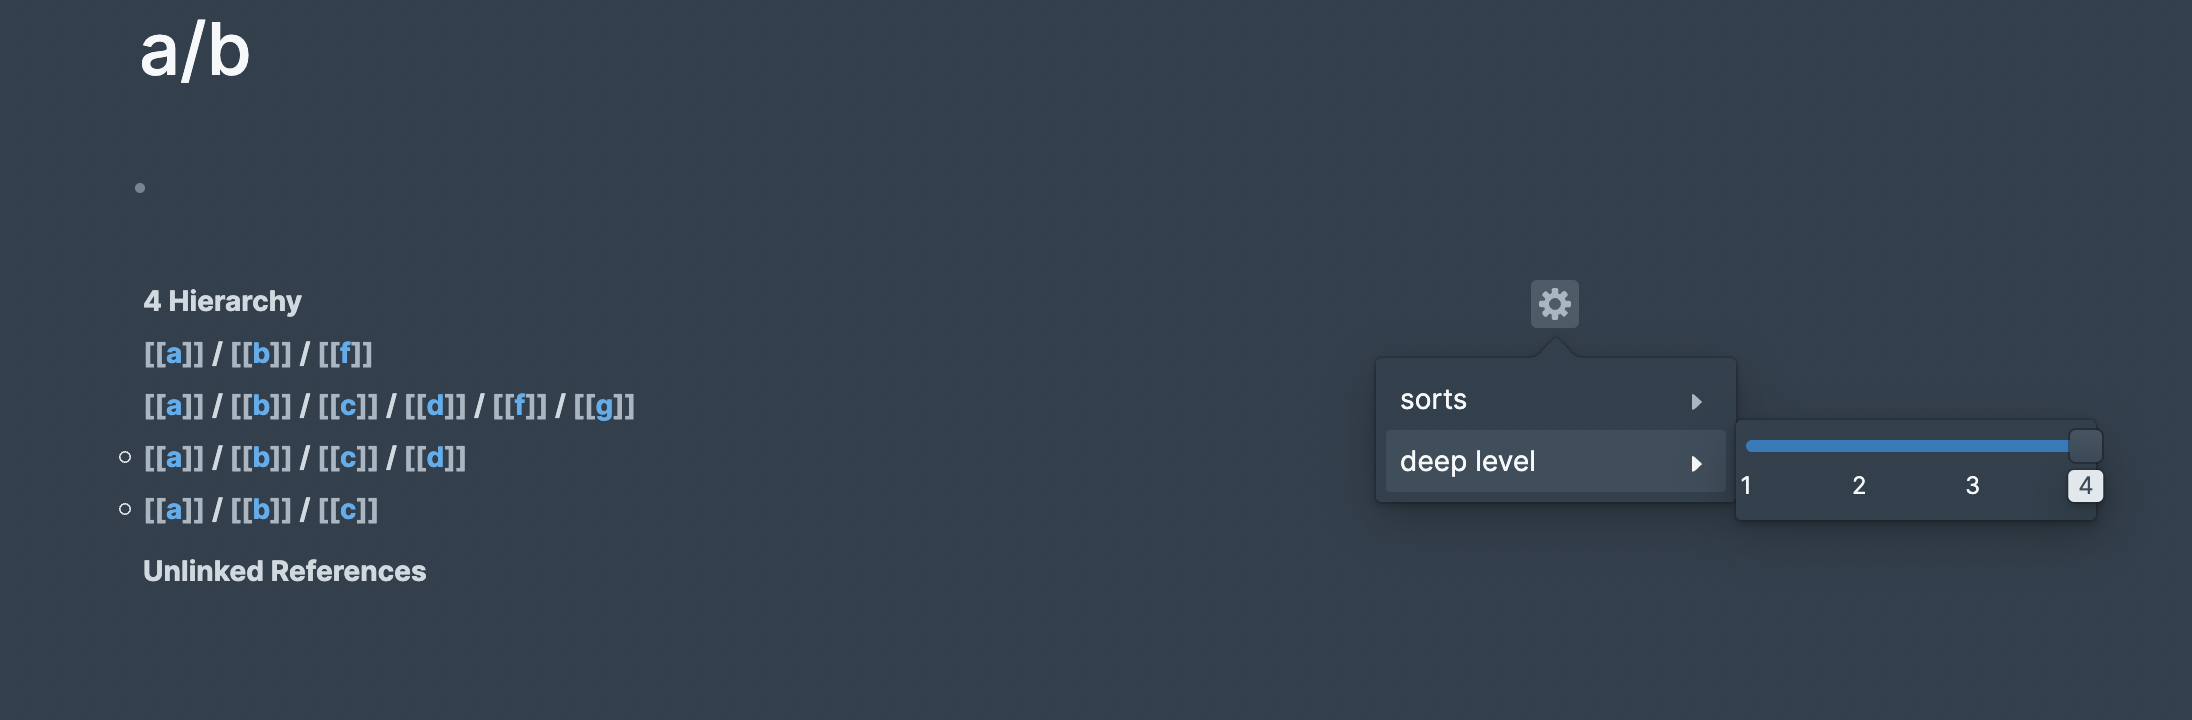 a/b
4 Hierarchy
[[a]] / [[b]] / [[f]]
[[a]] / [[b]] / [[c]] / [[d]] / [[f]] / [[g]]
[[a]] / [[b]] / [[c]] / [[d]]
[[a]] / [[b]] / [[c]]
Unlinked References
sorts
deep level
1 2 3 4